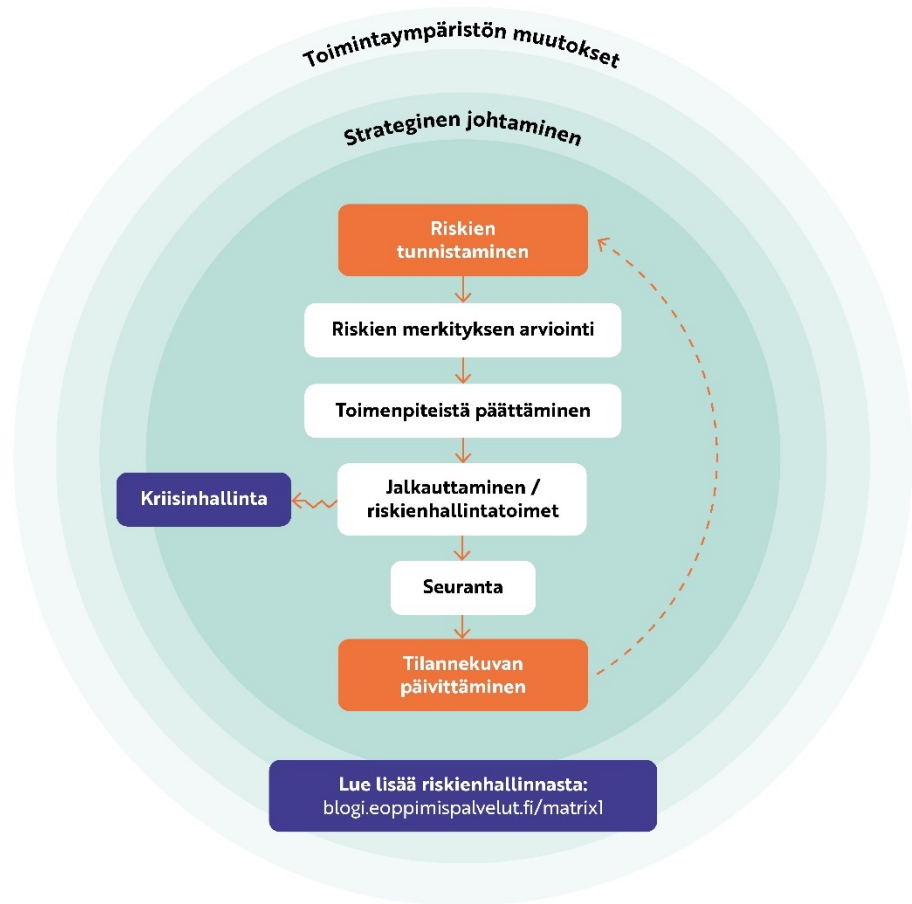 Toimintaympäristön muutokset
Strateginen johtaminen
Riskien
tunnistaminen
Riskien merkityksen arviointi
Toimenpiteistä päättäminen
Kriisinhallinta
Jalkauttaminen /
riskienhallintatoimet
Seuranta
Tilannekuvan
päivittäminen
Lue lisää riskienhallinnasta:
blogi.eoppimispalvelut.fi/matrix1